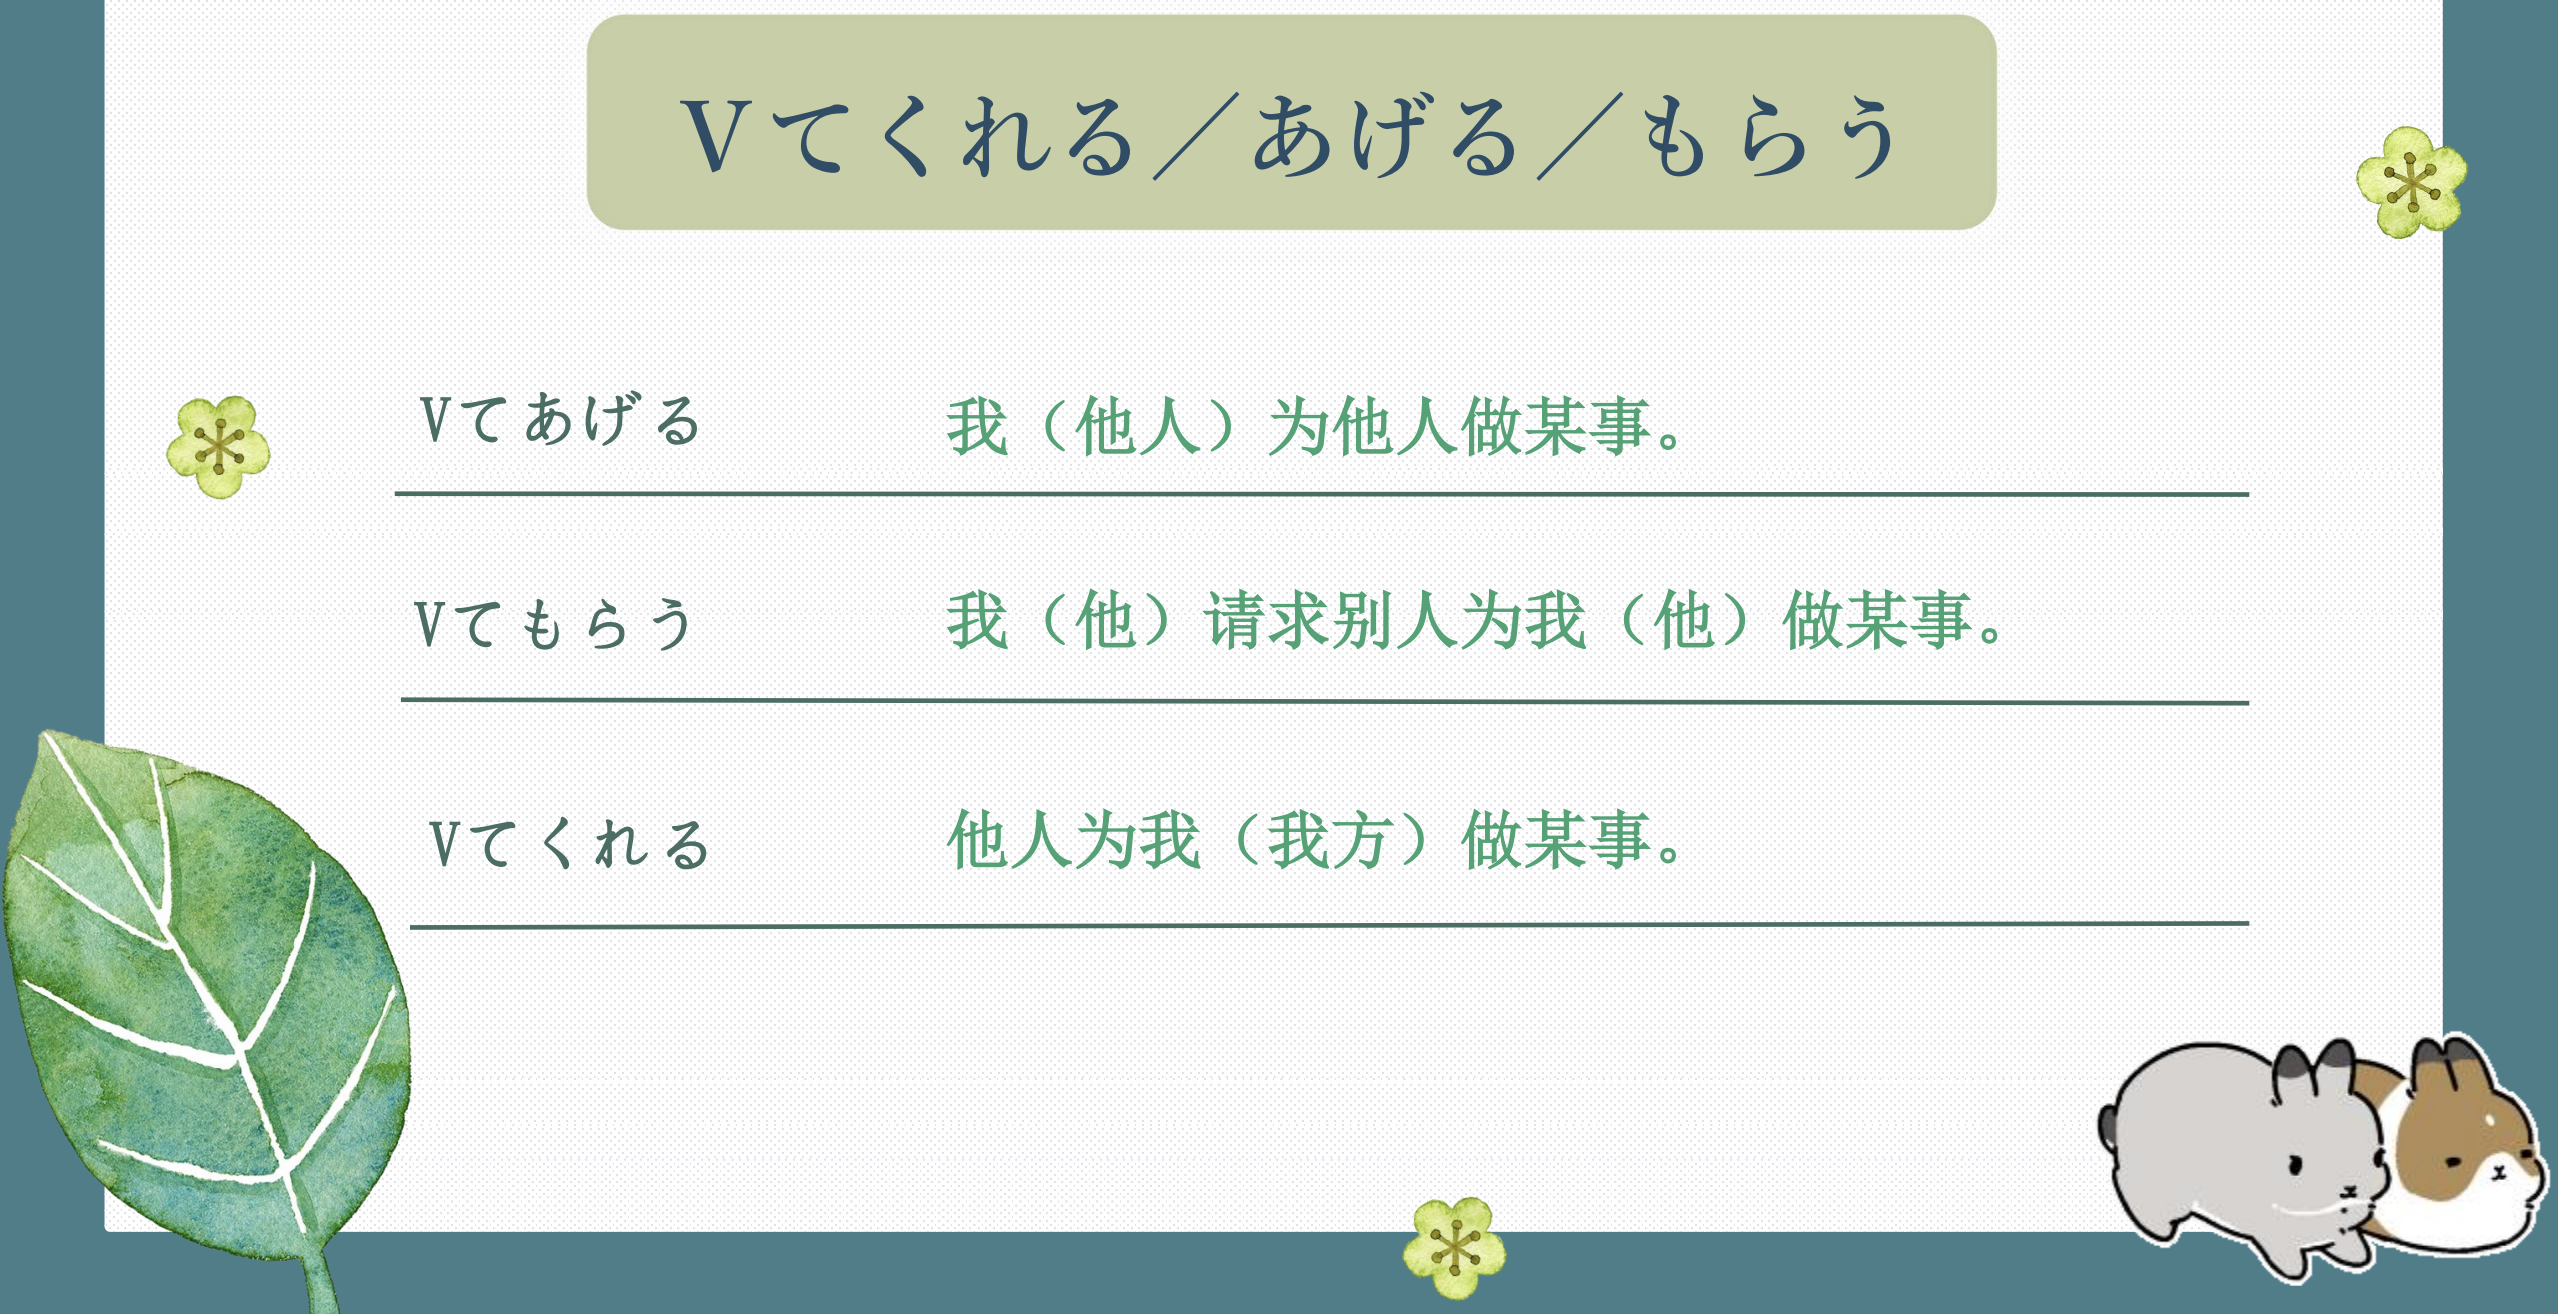 Vてくれる／あげる／もらう
Vてあげる 我（他人）为他人做某事。
Vてもらう 我（他）请求别人为我（他）做某事。
Vてくれる 他人为我（我方）做某事。